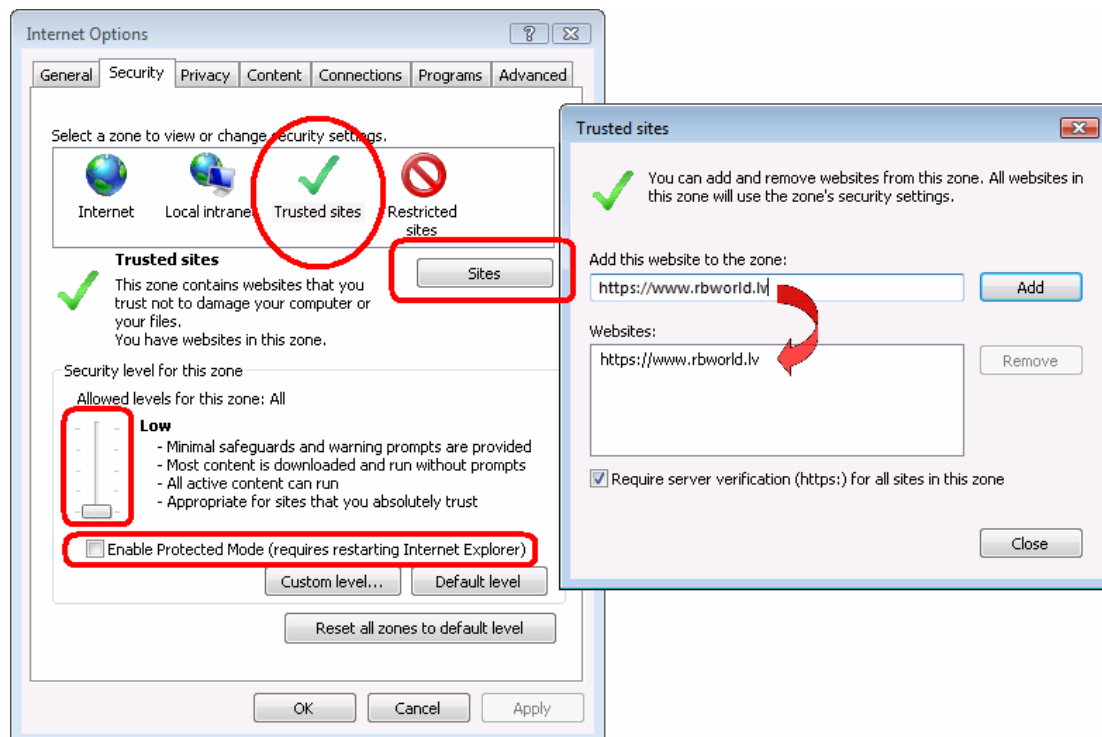 Internet Options
General Security Privacy Content Connections Programs Advanced
Select a zone to view or change security settings.
Internet
Local intranet
Trusted sites
Restricted
sites
Trusted sites
Sites
This zone contains websites that you
trust not to damage your computer or
your files.
You have websites in this zone.
Security level for this zone
Allowed levels for this zone: All
Low
- Minimal safeguards and warning prompts are provided
- Most content is downloaded and run without prompts
- All active content can run
- Appropriate for sites that you absolutely trust
Enable Protected Mode (requires restarting Internet Explorer)
Custom level... Default level
Reset all zones to default level
OK Cancel Apply
Trusted sites
You can add and remove websites from this zone. All websites in
this zone will use the zone's security settings.
Add this website to the zone:
https://www.rbworld.lv Add
Websites:
https://www.rbworld.lv Remove
Require server verification (https:) for all sites in this zone
Close